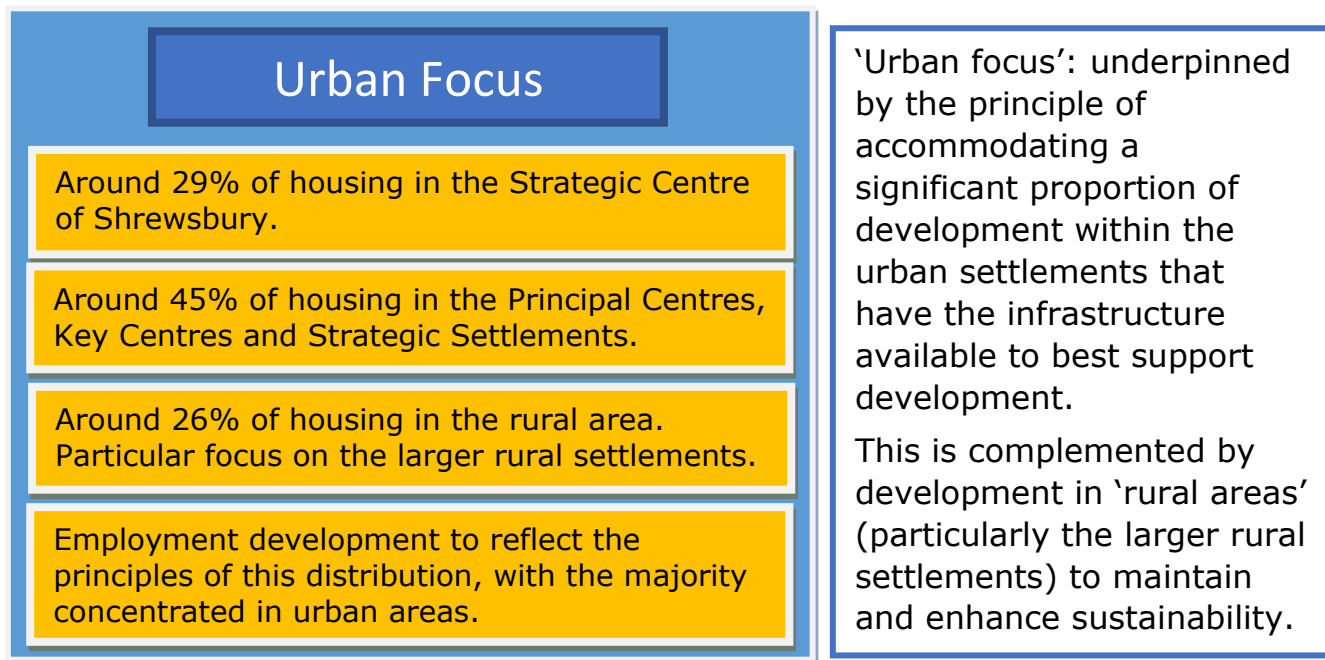 Urban Focus
Around 29% of housing in the Strategic Centre
of Shrewsbury.
Around 45% of housing in the Principal Centres,
Key Centres and Strategic Settlements.
Around 26% of housing in the rural area.
Particular focus on the larger rural settlements.
Employment development to reflect the
principles of this distribution, with the majority
concentrated in urban areas.
‘Urban focus’: underpinned
by the principle of
accommodating a
significant proportion of
development within the
urban settlements that
have the infrastructure
available to best support
development.
This is complemented by
development in ‘rural areas’
(particularly the larger rural
settlements) to maintain
and enhance sustainability.